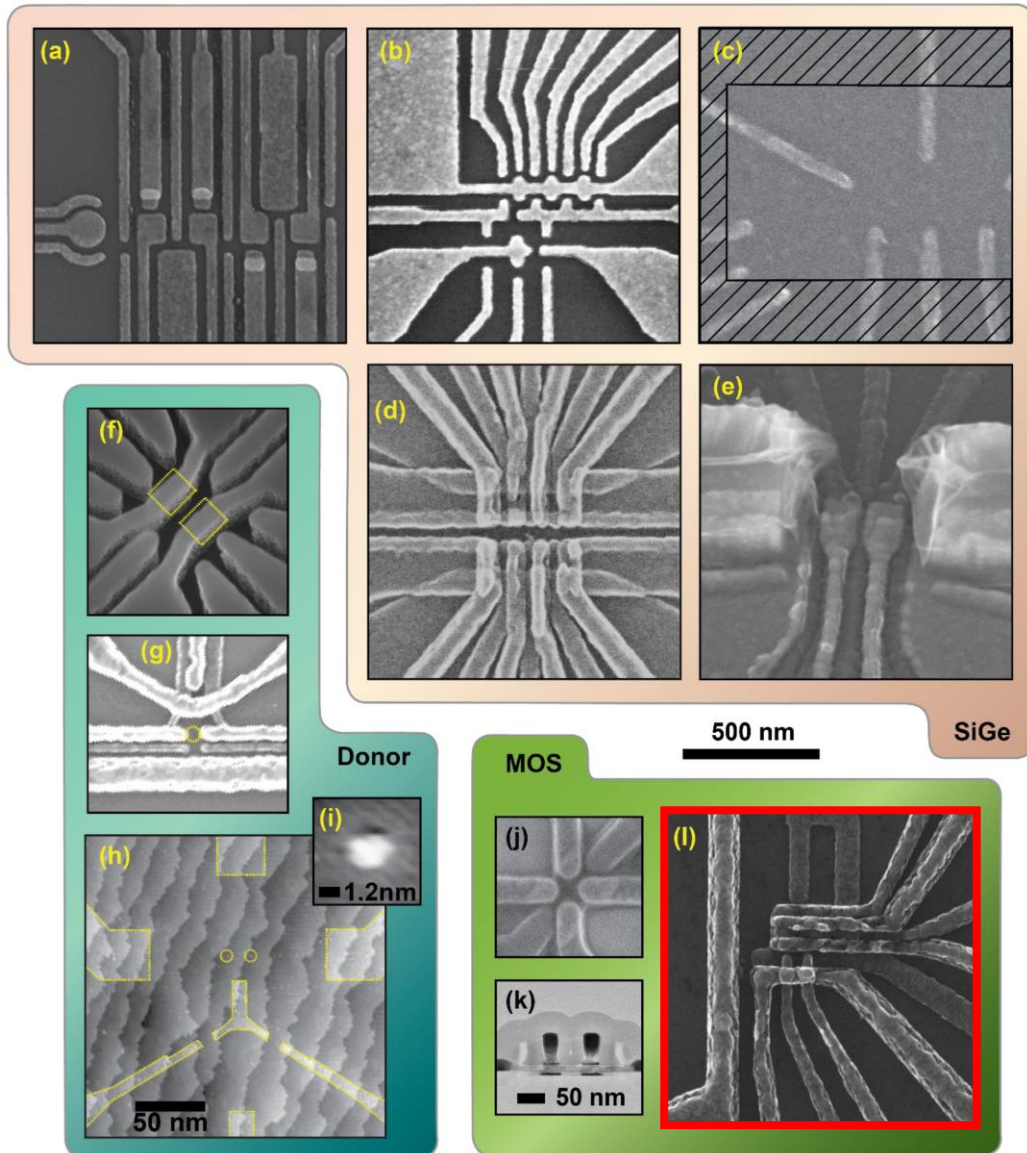 (a)
(b)
(c)
(d)
(e)
500 nm
SiGe
(f)
(g)
Donor
(h)
(i)
1.2nm
50 nm
MOS
(j)
(k)
50 nm
(l)